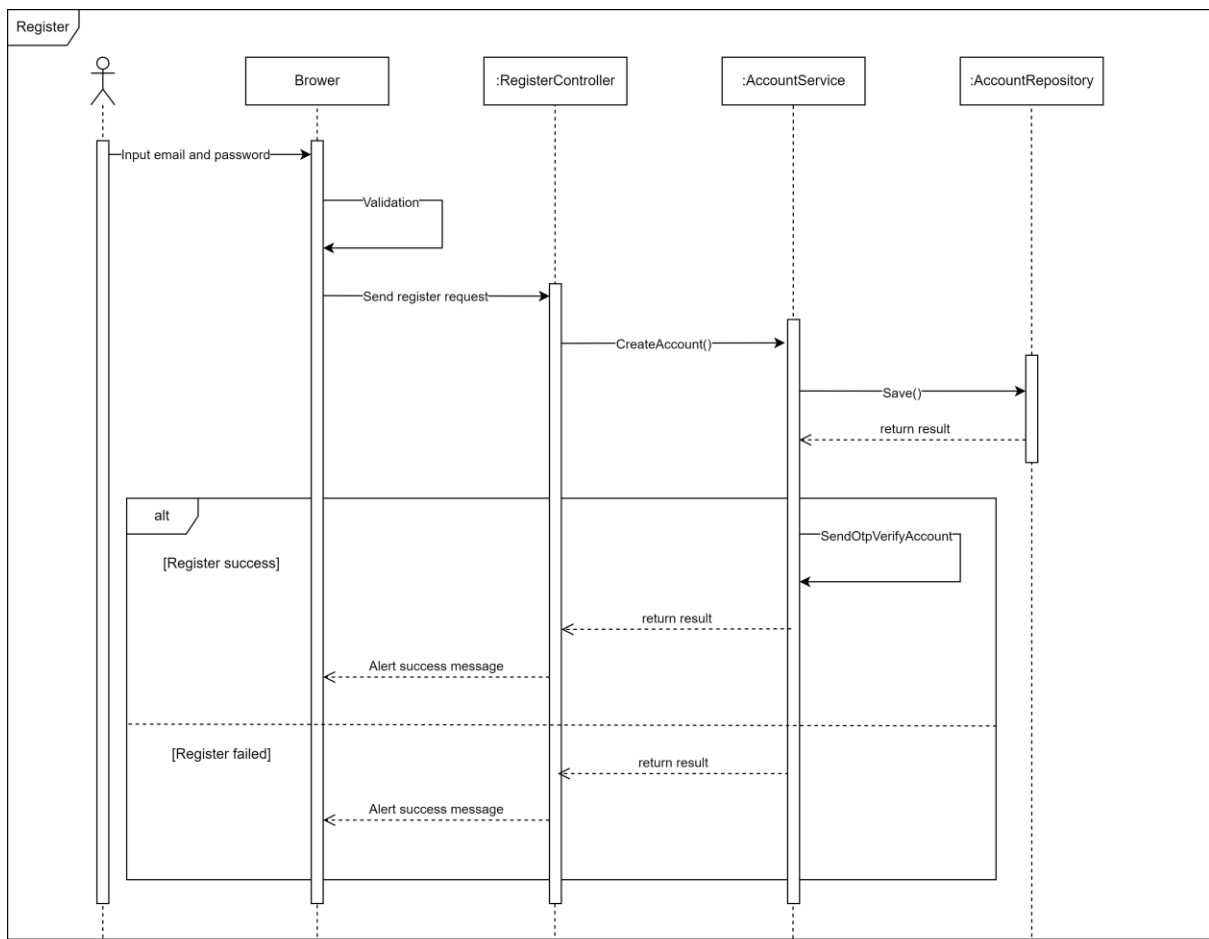 Register
Brower
:RegisterController
:AccountService
:AccountRepository
Input email and password
Validation
Send register request
CreateAccount()
Save()
return result
alt
SendOtpVerifyAccount
[Register success]
return result
Alert success message
[Register failed]
return result
Alert success message